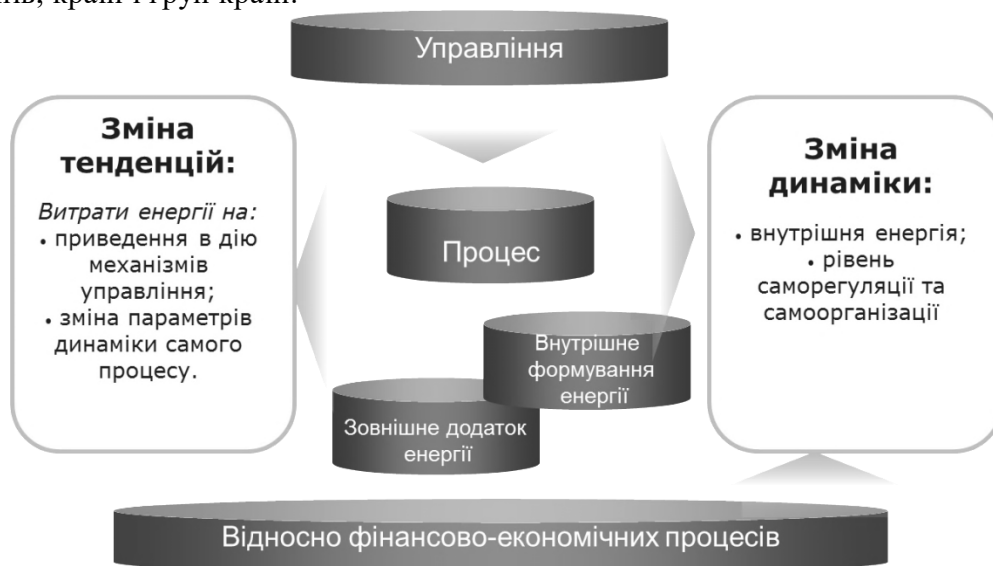 Управління
Зміна
тенденцій:
Витрати енергії на:
• приведення в дію
механізмів
управління;
• зміна параметрів
динаміки самого
процесу.
Процес
Внутрішнє
формування
енергії
Зовнішнє додаток
енергії
Зміна
динаміки:
• внутрішня енергія;
• рівень
саморегуляції та
самоорганізації
Відносно фінансово-економічних процесів